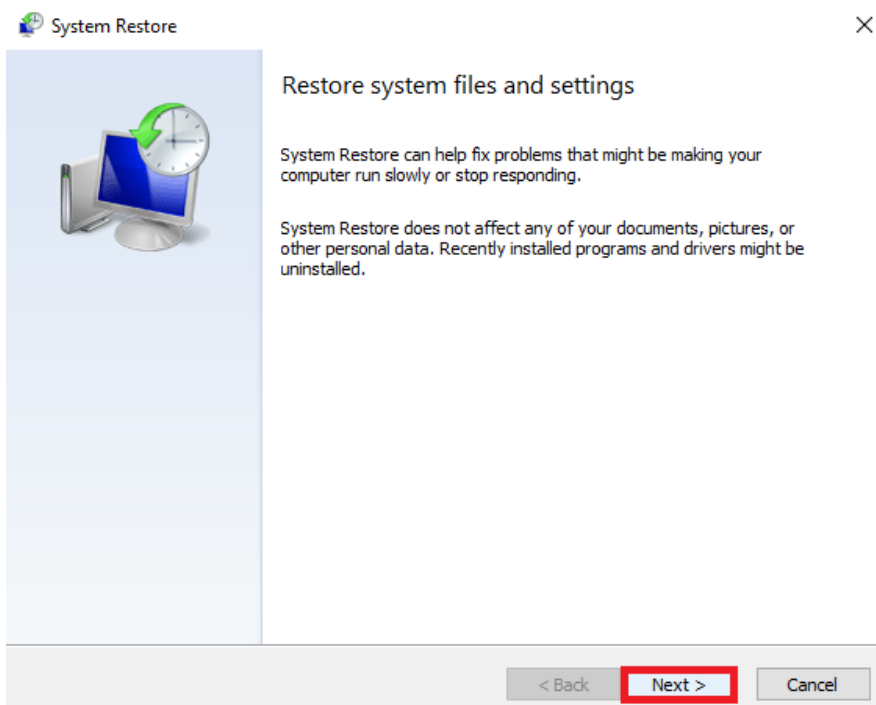 System Restore
Restore system files and settings
System Restore can help fix problems that might be making your
computer run slowly or stop responding.
System Restore does not affect any of your documents, pictures, or
other personal data. Recently installed programs and drivers might be
uninstalled.
< Back Next > Cancel